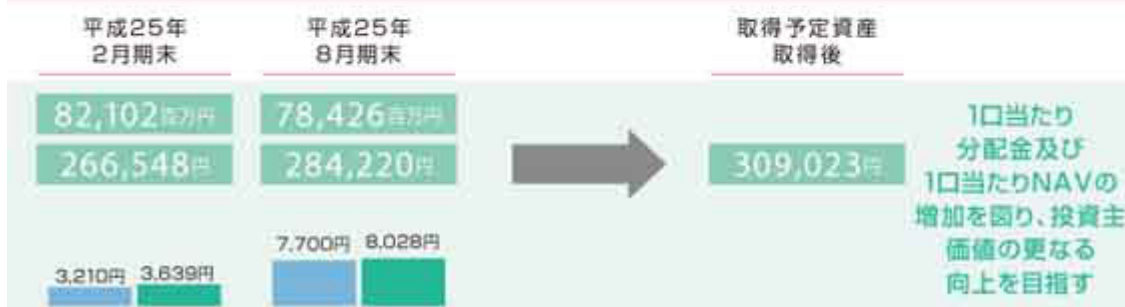 平成25年
2月期末
平成25年
8月期末
取得予定資産
取得後
82,102百万円
78,426百万円
266,548円
284,220円
309,023円
1口当たり
分配金及び
1口当たりNAVの
増加を図り、投資主
価値の更なる
向上を目指す
3,210円
3,639円
7,700円
8,028円